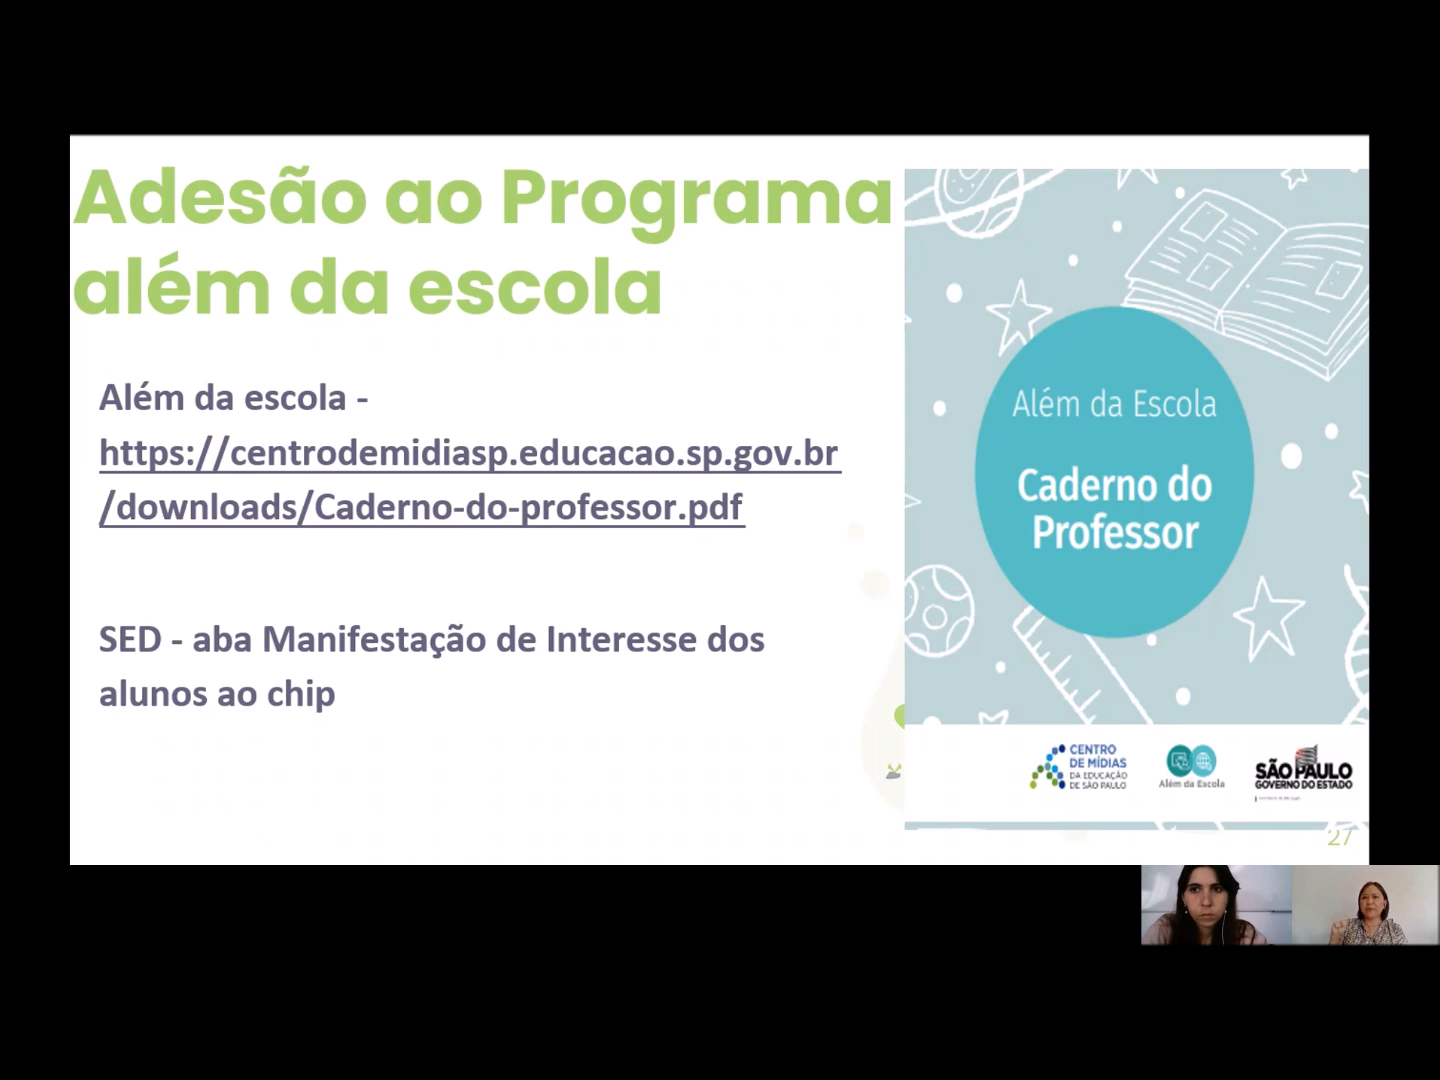 Adesão ao Programa
além da escola
Além da escola -
https://centrodemidiasp.educacao.sp.gov.br
/downloads/Caderno-do-professor.pdf
SED - aba Manifestação de Interesse dos
alunos ao chip
Além da Escola
Caderno do
Professor
CENTRO
DE MÍDIAS
DA EDUCAÇÃO
DE SÃO PAULO
Além da Escola
SÃO PAULO
GOVERNO DO ESTADO
27